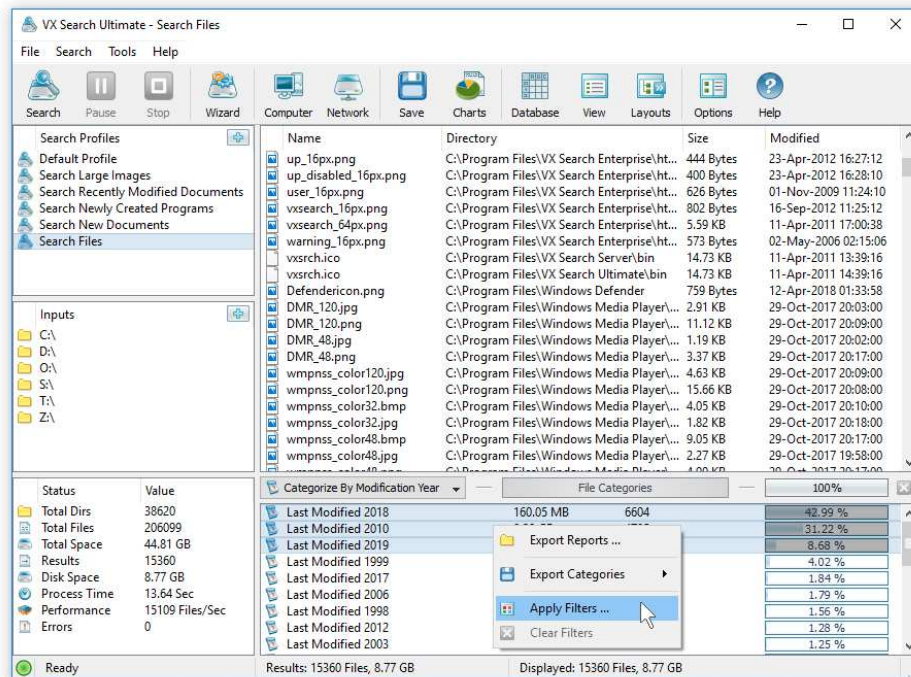 VX Search Ultimate - Search Files
File Search Tools Help
Search Pause Stop Wizard Computer Network Save Charts Database View Layouts Options Help
Search Profiles
Default Profile
Search Large Images
Search Recently Modified Documents
Search Newly Created Programs
Search New Documents
Search Files
Inputs
C:\
D:\
O:\
S:\
T:\
Z:\
Name Directory Size Modified
up_16px.png C:\Program Files\VX Search Enterprise\ht... 444 Bytes 23-Apr-2012 16:27:12
up_disabled_16px.png C:\Program Files\VX Search Enterprise\ht... 400 Bytes 23-Apr-2012 16:28:10
user_16px.png C:\Program Files\VX Search Enterprise\ht... 626 Bytes 01-Nov-2009 11:24:10
vxsearch_16px.png C:\Program Files\VX Search Enterprise\ht... 802 Bytes 16-Sep-2012 11:25:12
vxsearch_64px.png C:\Program Files\VX Search Enterprise\ht... 5.59 KB 11-Apr-2011 17:00:38
warning_16px.png C:\Program Files\VX Search Enterprise\ht... 573 Bytes 02-May-2006 02:15:06
vxsrch.ico C:\Program Files\VX Search Server\bin 14.73 KB 11-Apr-2011 13:39:16
vxsrch.ico C:\Program Files\VX Search Ultimate\bin 14.73 KB 11-Apr-2011 14:39:16
Defendericon.png C:\Program Files\Windows Defender 759 Bytes 12-Apr-2018 01:33:58
DMR_120.jpg C:\Program Files\Windows Media Player\... 2.91 KB 29-Oct-2017 20:03:00
DMR_120.png C:\Program Files\Windows Media Player\... 11.12 KB 29-Oct-2017 20:09:00
DMR_48.jpg C:\Program Files\Windows Media Player\... 1.19 KB 29-Oct-2017 20:02:00
DMR_48.png C:\Program Files\Windows Media Player\... 3.37 KB 29-Oct-2017 20:17:00
wmpnss_color120.jpg C:\Program Files\Windows Media Player\... 4.63 KB 29-Oct-2017 20:09:00
wmpnss_color120.png C:\Program Files\Windows Media Player\... 15.66 KB 29-Oct-2017 20:08:00
wmpnss_color32.bmp C:\Program Files\Windows Media Player\... 4.05 KB 29-Oct-2017 20:10:00
wmpnss_color32.jpg C:\Program Files\Windows Media Player\... 1.82 KB 29-Oct-2017 20:18:00
wmpnss_color48.bmp C:\Program Files\Windows Media Player\... 9.05 KB 29-Oct-2017 20:17:00
wmpnss_color48.jpg C:\Program Files\Windows Media Player\... 2.27 KB 29-Oct-2017 19:58:00
Status Value
Total Dirs 38620
Total Files 206099
Total Space 44.81 GB
Results 15360
Disk Space 8.77 GB
Process Time 13.64 Sec
Performance 15109 Files/Sec
Errors 0
Categorize By Modification Year File Categories 100%
Last Modified 2018 160.05 MB 6604 42.99 %
Last Modified 2010 31.22 %
Last Modified 2019 8.68 %
Last Modified 1999 4.02 %
Last Modified 2017 1.84 %
Last Modified 2006 1.79 %
Last Modified 1998 1.56 %
Last Modified 2012 1.28 %
Last Modified 2003 1.25 %
Export Reports ...
Export Categories
Apply Filters ...
Clear Filters
Ready Results: 15360 Files, 8.77 GB Displayed: 15360 Files, 8.77 GB